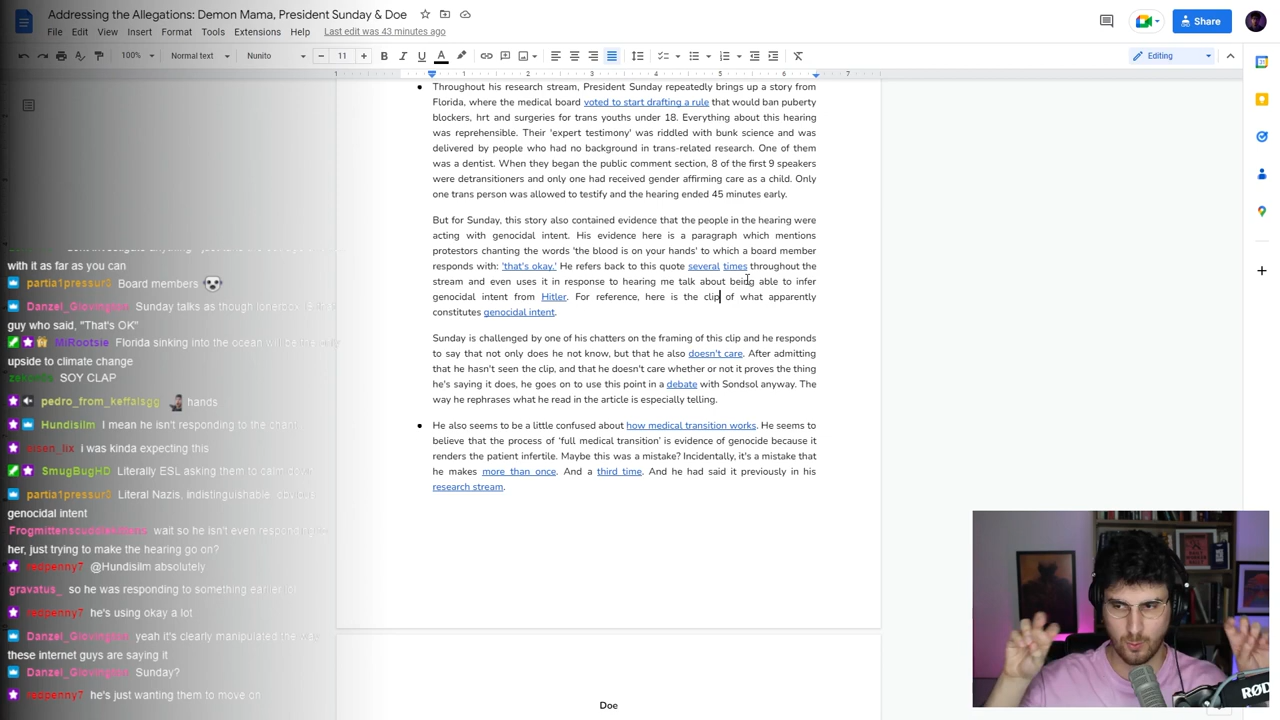 Addressing the Allegations: Demon Mama, President Sunday & Doe
File Edit View Insert Format Tools Extensions Help Last edit was 43 minutes ago
Share
100% Normal text Nunito 11 Editing
Throughout his research stream, President Sunday repeatedly brings up a story from
Florida, where the medical board voted to start drafting a rule that would ban puberty
blockers, hrt and surgeries for trans youths under 18. Everything about this hearing
was reprehensible. Their 'expert testimony' was riddled with bunk science and was
delivered by people who had no background in trans-related research. One of them
was a dentist. When they began the public comment section, 8 of the first 9 speakers
were detransitioners and only one had received gender affirming care as a child. Only
one trans person was allowed to testify and the hearing ended 45 minutes early.
But for Sunday, this story also contained evidence that the people in the hearing were
acting with genocidal intent. His evidence here is a paragraph which mentions
protestors chanting the words 'the blood is on your hands' to which a board member
responds with: 'that's okay.' He refers back to this quote several times throughout the
stream and even uses it in response to hearing me talk about being able to infer
genocidal intent from Hitler. For reference, here is the clip of what apparently
constitutes genocidal intent.
Sunday is challenged by one of his chatters on the framing of this clip and he responds
to say that not only does he not know, but that he also doesn't care. After admitting
that he hasn't seen the clip, and that he doesn't care whether or not it proves the thing
he's saying it does, he goes on to use this point in a debate with Sondsol anyway. The
way he rephrases what he read in the article is especially telling.
He also seems to be a little confused about how medical transition works. He seems to
believe that the process of 'full medical transition' is evidence of genocide because it
renders the patient infertile. Maybe this was a mistake? Incidentally, it's a mistake that
he makes more than once. And a third time. And he had said it previously in his
research stream.
Doe
with it as far as you can
partia1pressur3 Board members
Danzel_Glovington Sunday talks as though
guy who said, "That's OK"
MiRootsie Florida sinking into the ocean will be the
upside to climate change
SOY CLAP
pedro_from_keffalsgg hands
Hundisilm I mean he isn't responding to the chant
i was kinda expecting this
SmugBugHD Literally ESL asking them to calm down
partia1pressur3 Literal Nazis, indistinguishable, obvious
genocidal intent
wait so he isn't even responding to
her, just trying to make the hearing go on?
redpenny7 @Hundisilm absolutely
gravatus_ so he was responding to something earlier
redpenny7 he's using okay a lot
Danzel_Glovington yeah it's clearly manipulated the way
these internet guys are saying it
Danzel_Glovington Sunday?
redpenny7 he's just wanting them to move on
RØDE